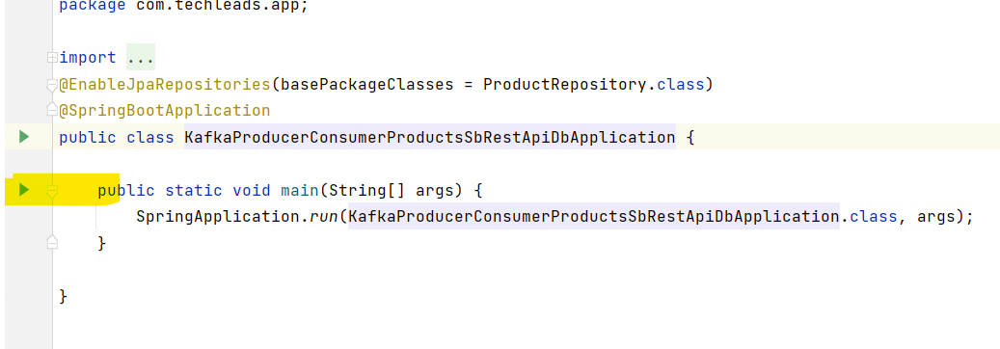 package com.techleads.app;
import ...
@EnableJpaRepositories(basePackageClasses = ProductRepository.class)
@SpringBootApplication
public class KafkaProducerConsumerProductsSbRestApiDbApplication {
public static void main(String[] args) {
SpringApplication.run(KafkaProducerConsumerProductsSbRestApiDbApplication.class, args);
}
}